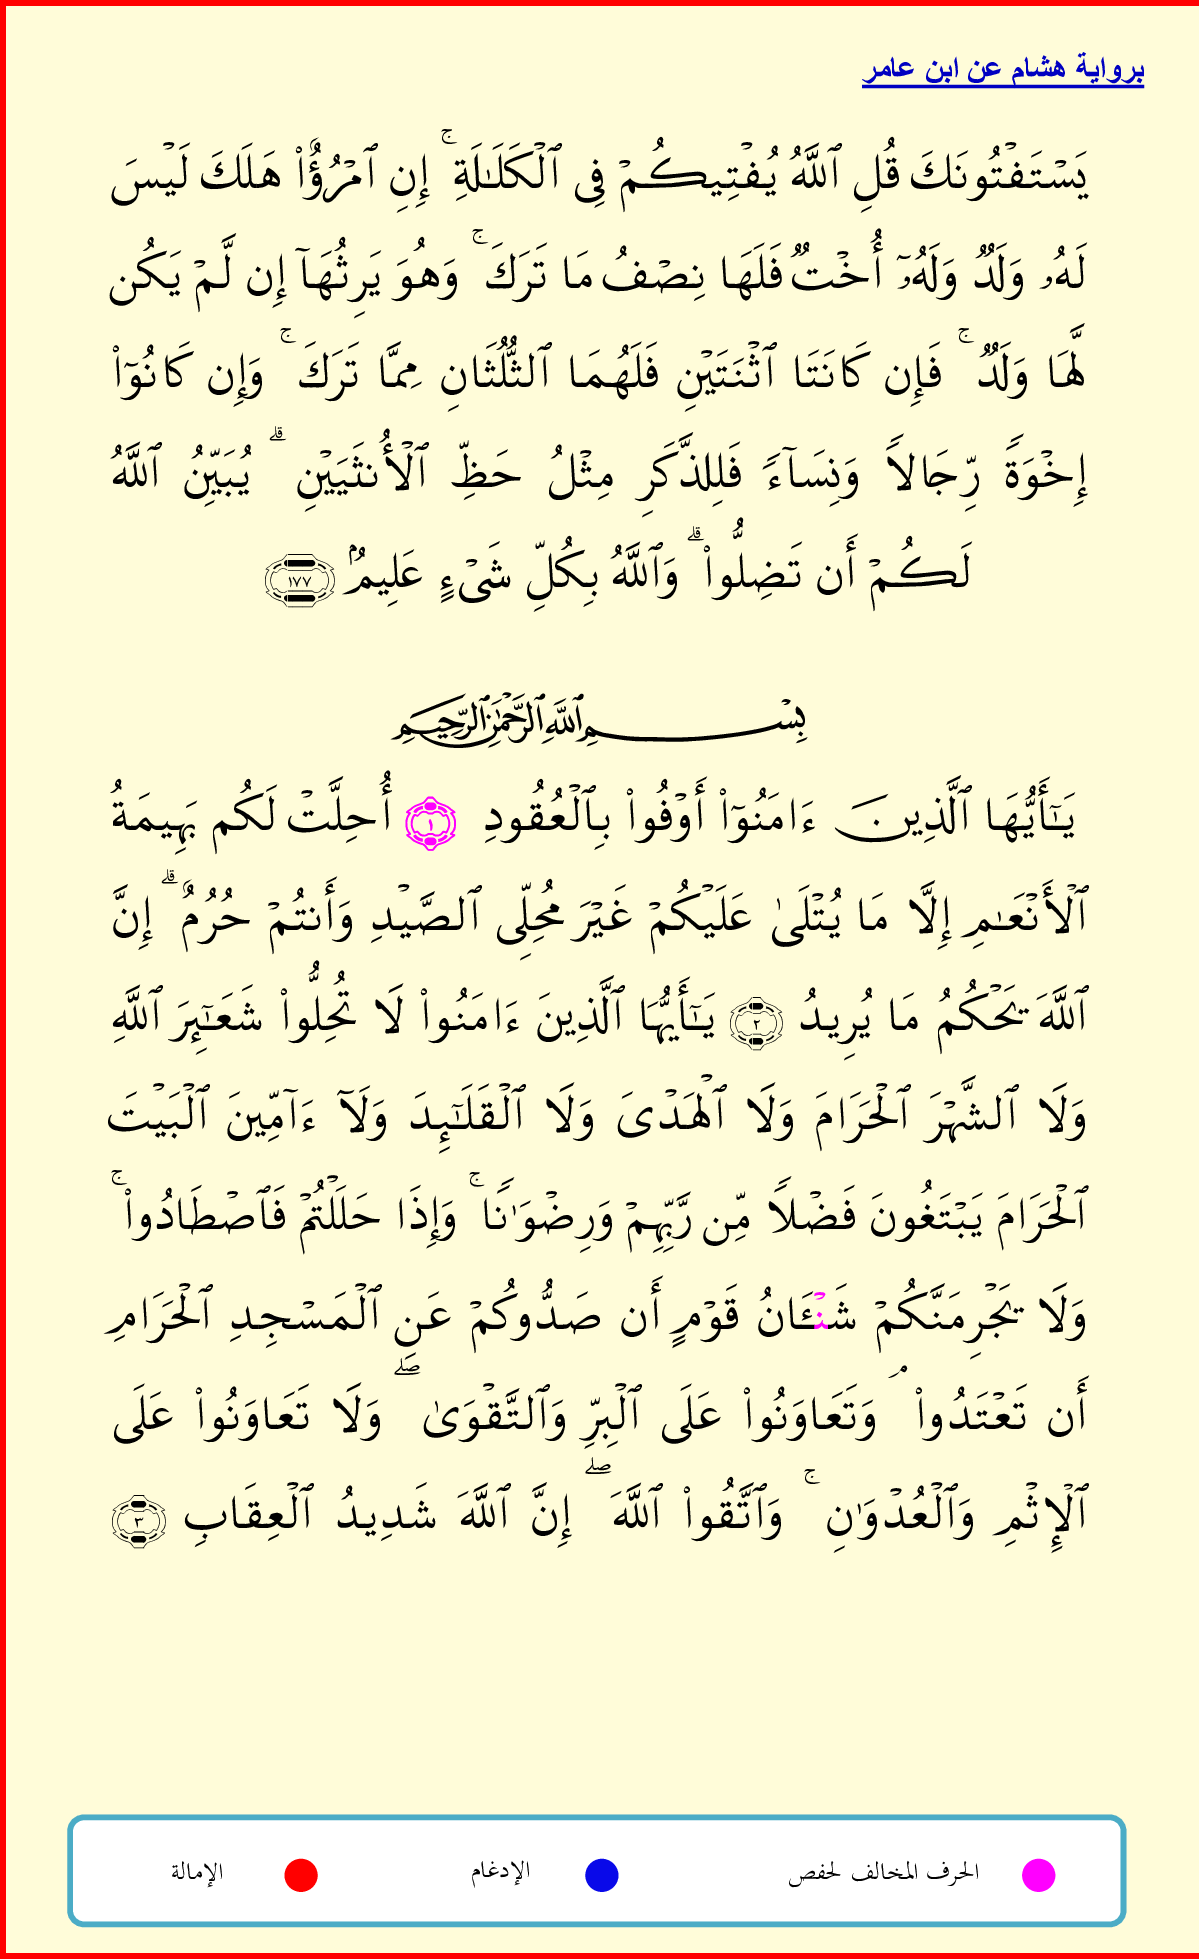 برواية هشام عن ابن عامر
يَسْتَفْتُونَكَ قُلِ ٱللَّهُ يُفْتِيكُمْ فِى ٱلْكَلَـٰلَةِ ۚ إِنِ ٱمْرُؤٌا۟ هَلَكَ لَيْسَ
لَهُۥ وَلَدٌ وَلَهُۥٓ أُخْتٌ فَلَهَا نِصْفُ مَا تَرَكَ ۚ وَهُوَ يَرِثُهَآ إِن لَّمْ يَكُن
لَّهَا وَلَدٌ ۚ فَإِن كَانَتَا ٱثْنَتَيْنِ فَلَهُمَا ٱلثُّلُثَانِ مِمَّا تَرَكَ ۚ وَإِن كَانُوٓا۟
إِخْوَةً رِّجَالاً وَنِسَآءً فَلِلذَّكَرِ مِثْلُ حَظِّ ٱلْأُنثَيَيْنِ ۗ يُبَيِّنُ ٱللَّهُ
لَكُمْ أَن تَضِلُّوا۟ ۗ وَٱللَّهُ بِكُلِّ شَىْءٍ عَلِيمٌۢ ١٧٧
بِسْمِ ٱللَّهِ ٱلرَّحْمَـٰنِ ٱلرَّحِيمِ
يَـٰٓأَيُّهَا ٱلَّذِينَ ءَامَنُوٓا۟ أَوْفُوا۟ بِٱلْعُقُودِ ١ أُحِلَّتْ لَكُم بَهِيمَةُ
ٱلْأَنْعَـٰمِ إِلَّا مَا يُتْلَىٰ عَلَيْكُمْ غَيْرَ مُحِلِّى ٱلصَّيْدِ وَأَنتُمْ حُرُمٌ ۗ إِنَّ
ٱللَّهَ يَحْكُمُ مَا يُرِيدُ ٢ يَـٰٓأَيُّهَا ٱلَّذِينَ ءَامَنُوا۟ لَا تُحِلُّوا۟ شَعَـٰٓئِرَ ٱللَّهِ
وَلَا ٱلشَّهْرَ ٱلْحَرَامَ وَلَا ٱلْهَدْىَ وَلَا ٱلْقَلَـٰٓئِدَ وَلَآ ءَآمِّينَ ٱلْبَيْتَ
ٱلْحَرَامَ يَبْتَغُونَ فَضْلاً مِّن رَّبِّهِمْ وَرِضْوَٰنًا ۚ وَإِذَا حَلَلْتُمْ فَٱصْطَادُوا۟ ۚ
وَلَا يَجْرِمَنَّكُمْ شَنْـَٔانُ قَوْمٍ أَن صَدُّوكُمْ عَنِ ٱلْمَسْجِدِ ٱلْحَرَامِ
أَن تَعْتَدُوا۟ ۘ وَتَعَاوَنُوا۟ عَلَى ٱلْبِرِّ وَٱلتَّقْوَىٰ ۖ وَلَا تَعَاوَنُوا۟ عَلَى
ٱلْإِثْمِ وَٱلْعُدْوَٰنِ ۚ وَٱتَّقُوا۟ ٱللَّهَ ۖ إِنَّ ٱللَّهَ شَدِيدُ ٱلْعِقَابِ ٣
الحرف المخالف لحفص الإدغام الإمالة